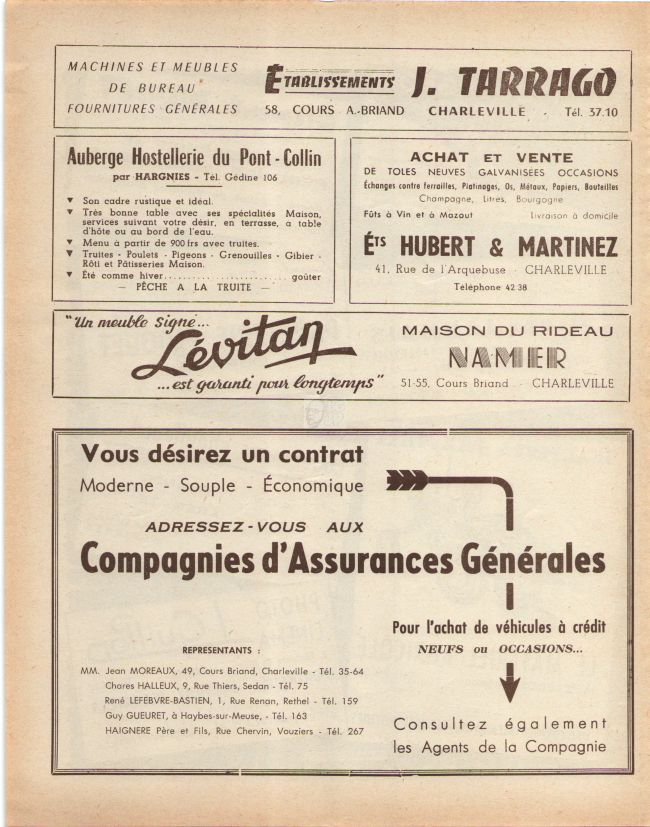 MACHINES ET MEUBLES
DE BUREAU
FOURNITURES GÉNÉRALES
ÉTABLISSEMENTS J. TARRAGO
58, COURS A.-BRIAND CHARLEVILLE - Tél. 37.10
Auberge Hostellerie du Pont-Collin
par HARGNIES - Tél. Gedine 106
▼ Son cadre rustique et idéal.
▼ Très bonne table avec ses spécialités Maison,
services suivant votre désir, en terrasse, a table
d'hôte ou au bord de l'eau.
▼ Menu à partir de 900 frs avec truites.
▼ Truites - Poulets - Pigeons - Grenouilles - Gibier -
Rôti et Pâtisseries Maison.
▼ Été comme hiver........................... goûter
— PÊCHE A LA TRUITE —
ACHAT ET VENTE
DE TOLES NEUVES GALVANISÉES OCCASIONS
Échanges contre ferrailles, Platinages, Os, Métaux, Papiers, Bouteilles
Champagne, Litres, Bourgogne
Fûts à Vin et à Mazout Livraison à domicile
ÉTS HUBERT & MARTINEZ
41, Rue de l'Arquebuse CHARLEVILLE
Téléphone 42 38
"Un meuble signé...
Lévitan
...est garanti pour longtemps"
MAISON DU RIDEAU
NAMER
51-55, Cours Briand - CHARLEVILLE
Vous désirez un contrat
Moderne - Souple - Économique
ADRESSEZ-VOUS AUX
Compagnies d'Assurances Générales
Pour l'achat de véhicules à crédit
NEUFS ou OCCASIONS...
Consultez également
les Agents de la Compagnie
REPRESENTANTS :
MM. Jean MOREAUX, 49, Cours Briand, Charleville - Tél. 35-64
Chares HALLEUX, 9, Rue Thiers, Sedan - Tél. 75
René LEFEBVRE-BASTIEN, 1, Rue Renan, Rethel - Tél. 159
Guy GUEURET, à Haybes-sur-Meuse, - Tél. 163
HAIGNERE Père et Fils, Rue Chervin, Vouziers - Tél. 267